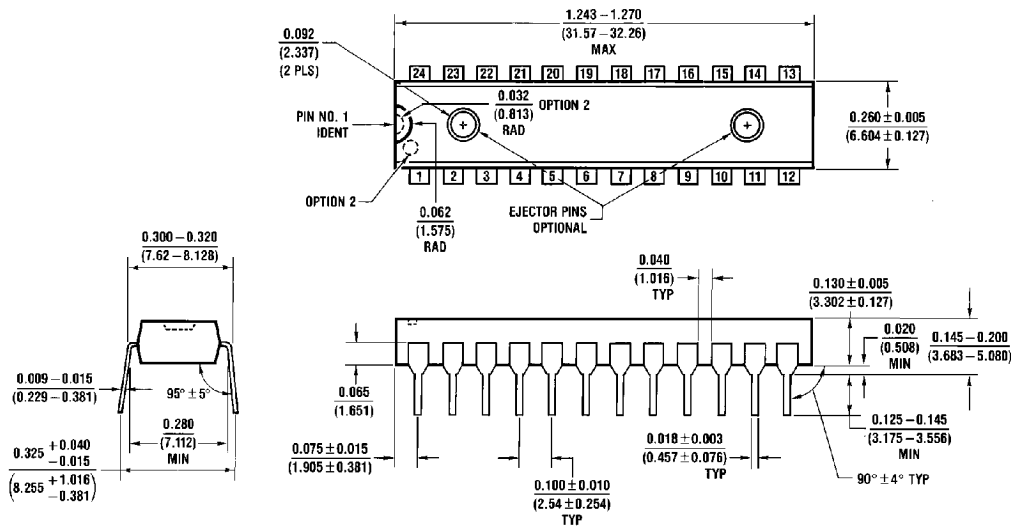 1.243 – 1.270
(31.57 – 32.26)
MAX
0.092
(2.337)
(2 PLS)
24 23 22 21 20 19 18 17 16 15 14 13
0.032
(0.813)
RAD
OPTION 2
PIN NO. 1
IDENT
0.260 ± 0.005
(6.604 ± 0.127)
1 2 3 4 5 6 7 8 9 10 11 12
OPTION 2
0.062
(1.575)
RAD
EJECTOR PINS
OPTIONAL
0.300 – 0.320
(7.62 – 8.128)
0.040
(1.016)
TYP
0.130 ± 0.005
(3.302 ± 0.127)
0.020
(0.508)
MIN
0.145 – 0.200
(3.683 – 5.080)
0.009 – 0.015
(0.229 – 0.381)
95° ± 5°
0.280
(7.112)
MIN
0.325 +0.040 −0.015
(8.255 +1.016 −0.381)
0.065
(1.651)
0.075 ± 0.015
(1.905 ± 0.381)
0.100 ± 0.010
(2.54 ± 0.254)
TYP
0.018 ± 0.003
(0.457 ± 0.076)
TYP
0.125 – 0.145
(3.175 – 3.556)
MIN
90° ± 4° TYP